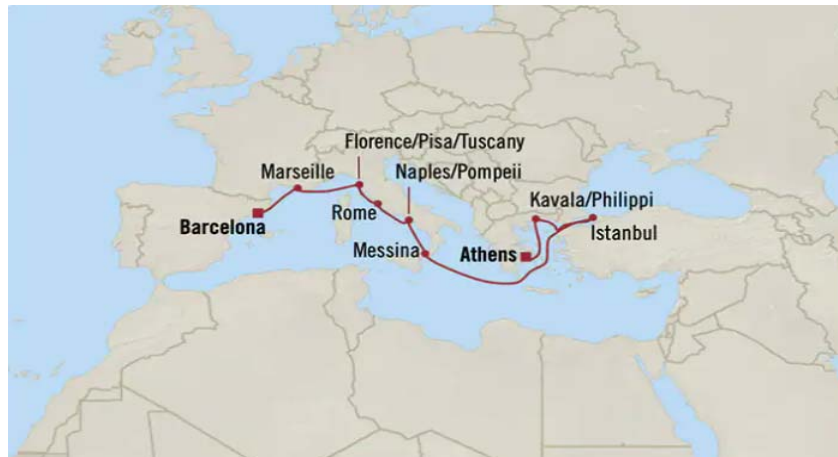 Florence/Pisa/Tuscany
Marseille
Naples/Pompeii
Barcelona
Rome
Kavala/Philippi
Istanbul
Messina
Athens